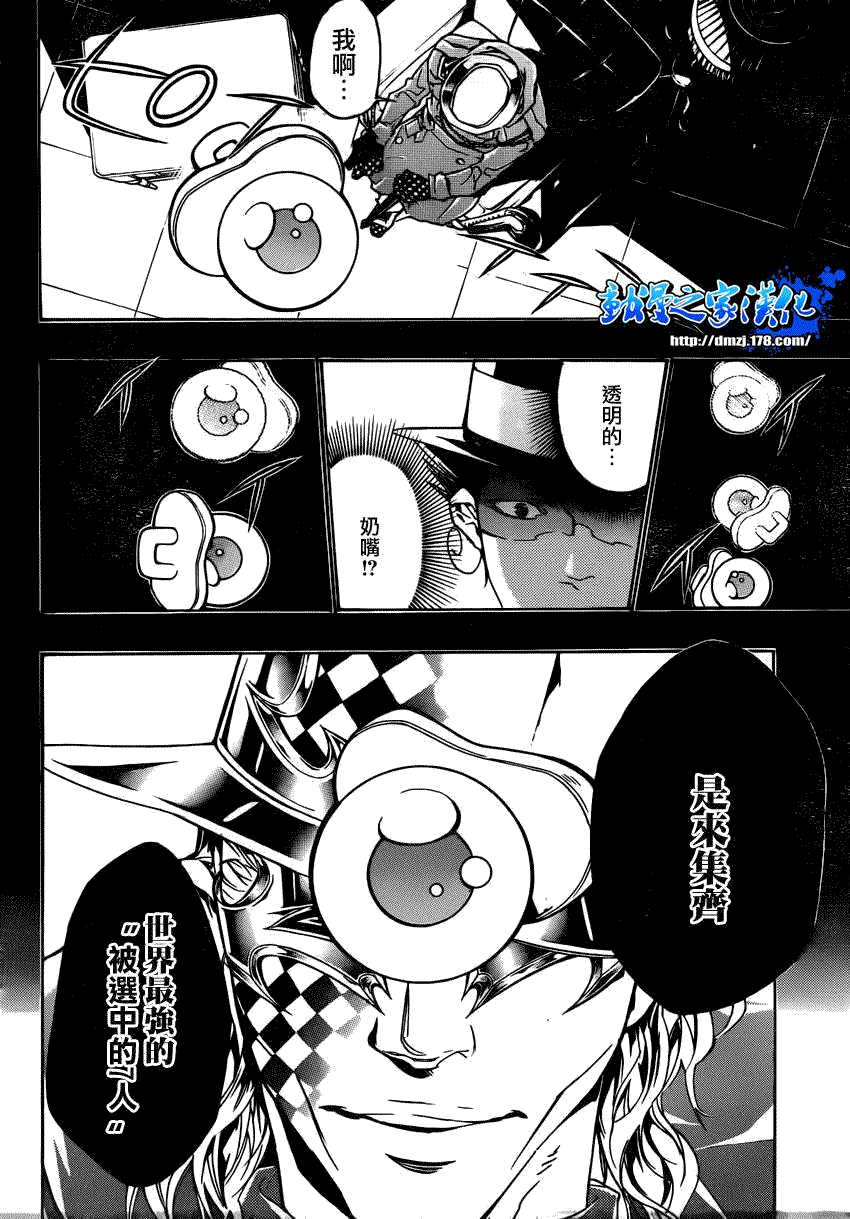 我啊…
動漫之家漢化
http://dmzj.178.com/
透明的…
奶嘴!?
是來集齊
世界最強的
"被選中的7人"